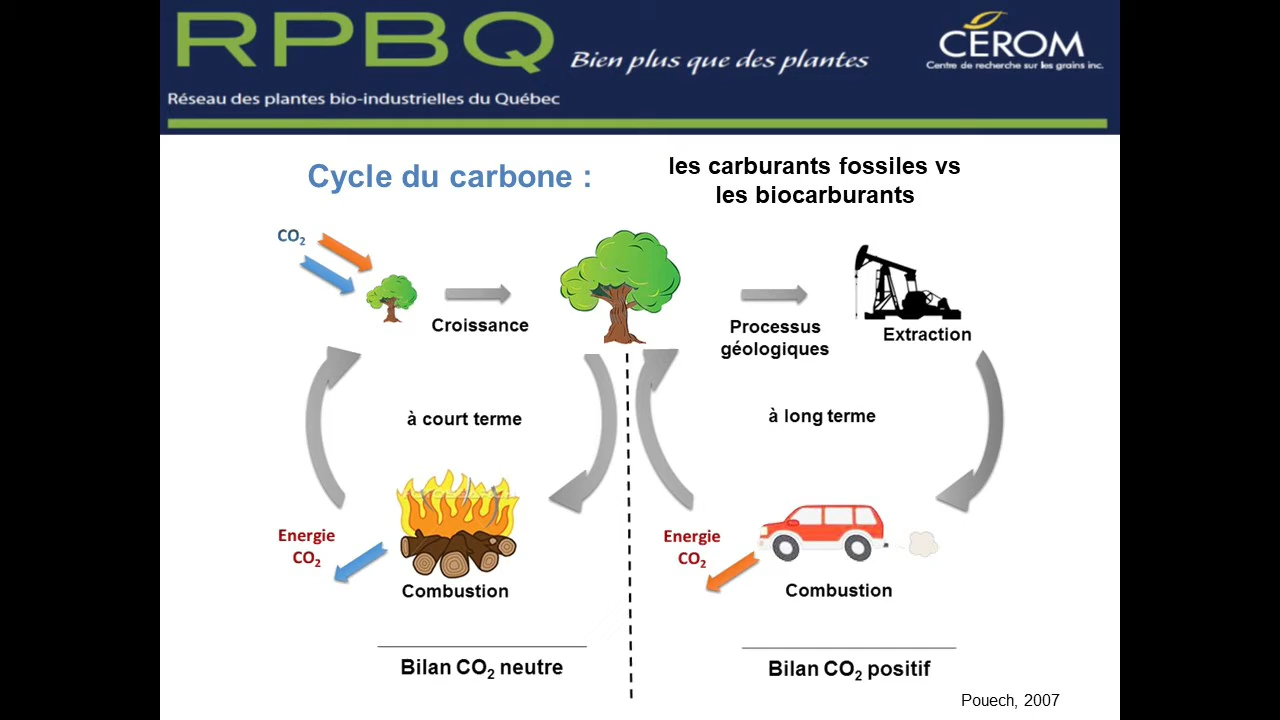 RPBQ
Bien plus que des plantes
CÉROM
Centre de recherche sur les grains inc.
Réseau des plantes bio-industrielles du Québec
Cycle du carbone :
les carburants fossiles vs
les biocarburants
CO₂
Croissance
Processus
géologiques
Extraction
à court terme
à long terme
Energie
CO₂
Combustion
Energie
CO₂
Combustion
Bilan CO₂ neutre
Bilan CO₂ positif
Pouech, 2007